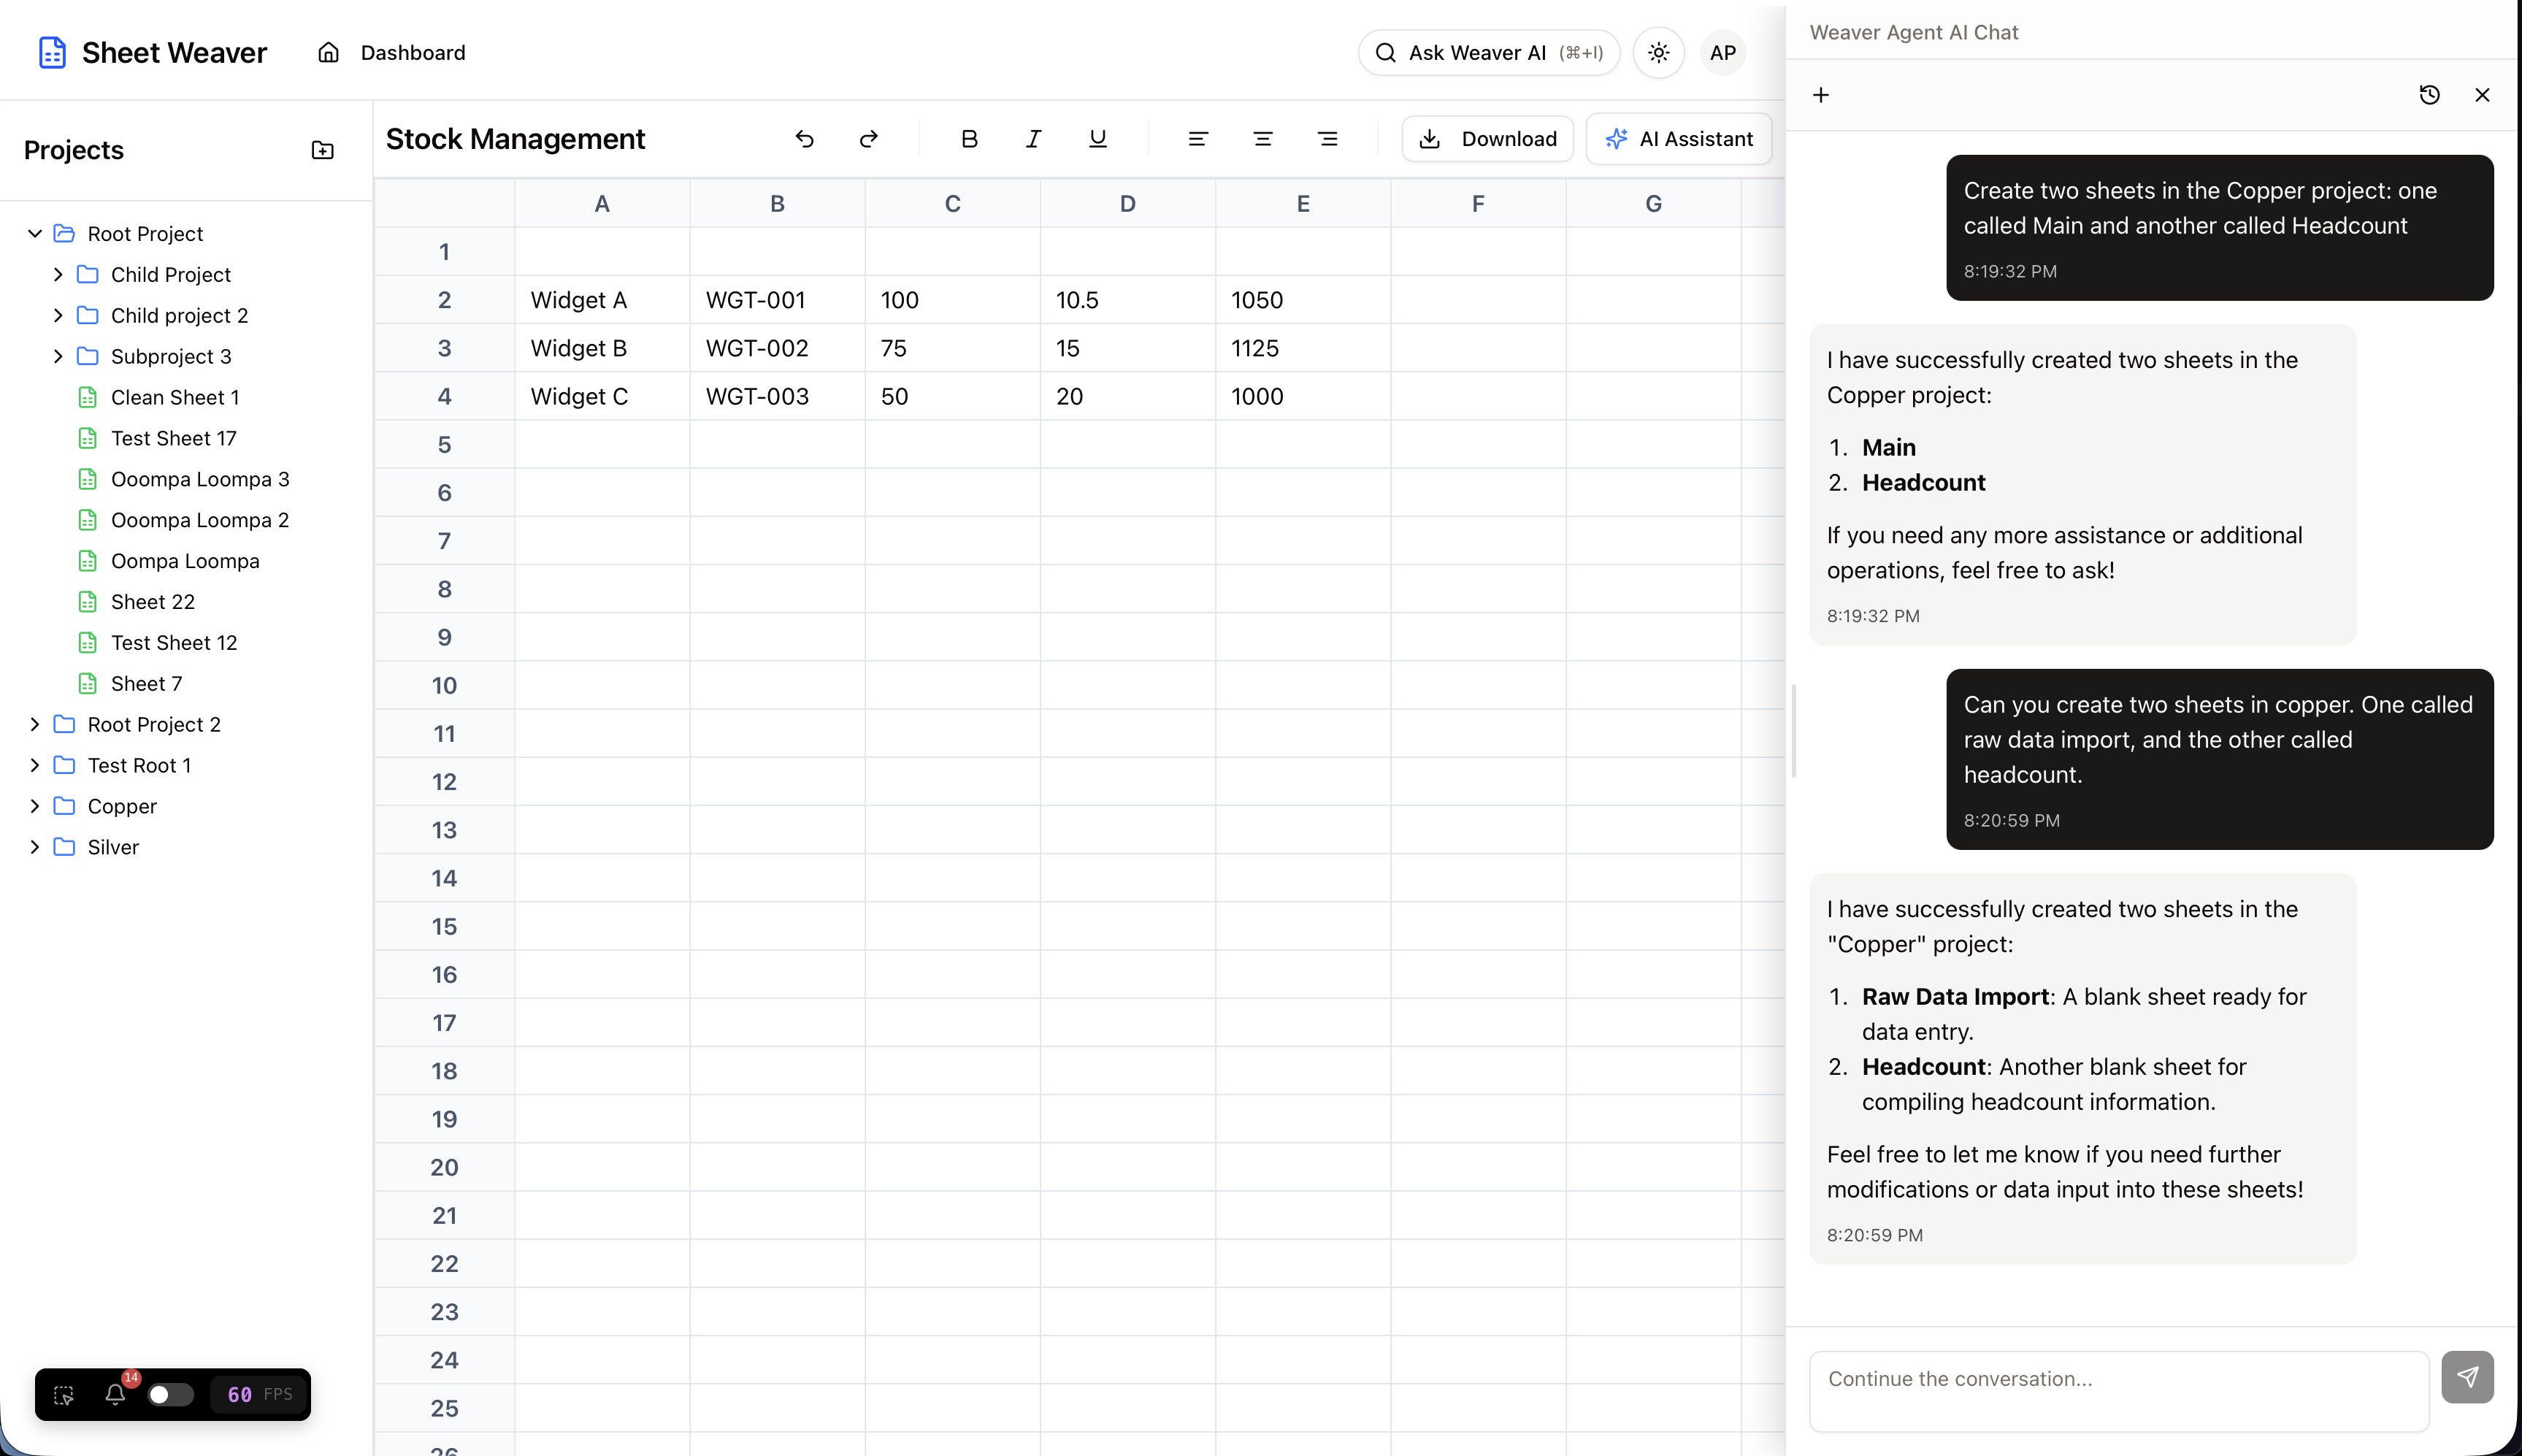 Sheet Weaver
Dashboard
Ask Weaver AI (⌘+I)
AP
Projects
Root Project
Child Project
Child project 2
Subproject 3
Clean Sheet 1
Test Sheet 17
Ooompa Loompa 3
Ooompa Loompa 2
Oompa Loompa
Sheet 22
Test Sheet 12
Sheet 7
Root Project 2
Test Root 1
Copper
Silver
14
60 FPS
Stock Management
B I U
Download
AI Assistant
A B C D E F G
1
2 Widget A WGT-001 100 10.5 1050
3 Widget B WGT-002 75 15 1125
4 Widget C WGT-003 50 20 1000
5
6
7
8
9
10
11
12
13
14
15
16
17
18
19
20
21
22
23
24
25
26
Weaver Agent AI Chat
Create two sheets in the Copper project: one
called Main and another called Headcount
8:19:32 PM
I have successfully created two sheets in the
Copper project:
1. Main
2. Headcount
If you need any more assistance or additional
operations, feel free to ask!
8:19:32 PM
Can you create two sheets in copper. One called
raw data import, and the other called
headcount.
8:20:59 PM
I have successfully created two sheets in the
"Copper" project:
1. Raw Data Import: A blank sheet ready for
data entry.
2. Headcount: Another blank sheet for
compiling headcount information.
Feel free to let me know if you need further
modifications or data input into these sheets!
8:20:59 PM
Continue the conversation...